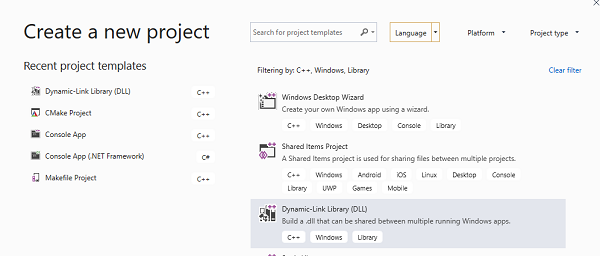 Create a new project
Search for project templates
Language
Platform
Project type
Recent project templates
Filtering by: C++, Windows, Library
Clear filter
Dynamic-Link Library (DLL)
C++
CMake Project
C++
Console App
C++
Console App (.NET Framework)
C#
Makefile Project
C++
Windows Desktop Wizard
Create your own Windows app using a wizard.
C++ Windows Desktop Console Library
Shared Items Project
A Shared Items project is used for sharing files between multiple projects.
C++ Windows Android iOS Linux Desktop Console
Library UWP Games Mobile
Dynamic-Link Library (DLL)
Build a .dll that can be shared between multiple running Windows apps.
C++ Windows Library